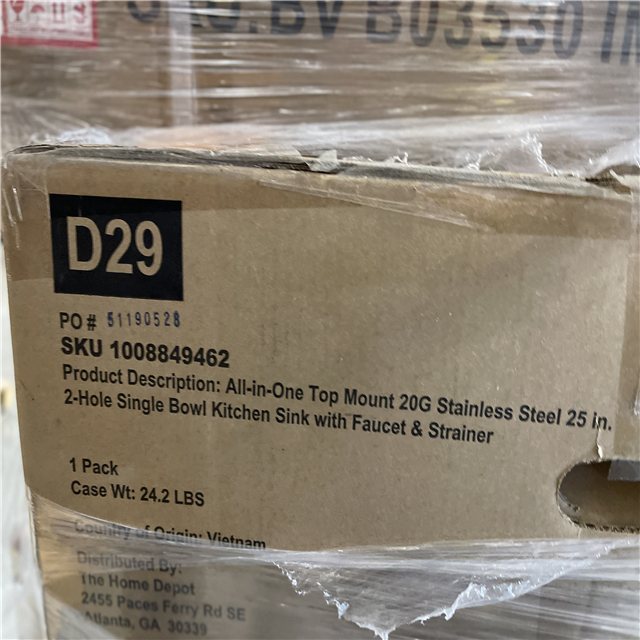 B03530
D29
PO # 51190528
SKU 1008849462
Product Description: All-in-One Top Mount 20G Stainless Steel 25 in.
2-Hole Single Bowl Kitchen Sink with Faucet & Strainer
1 Pack
Case Wt: 24.2 LBS
Country of Origin: Vietnam
Distributed By:
The Home Depot
2455 Paces Ferry Rd SE
Atlanta, GA 30339